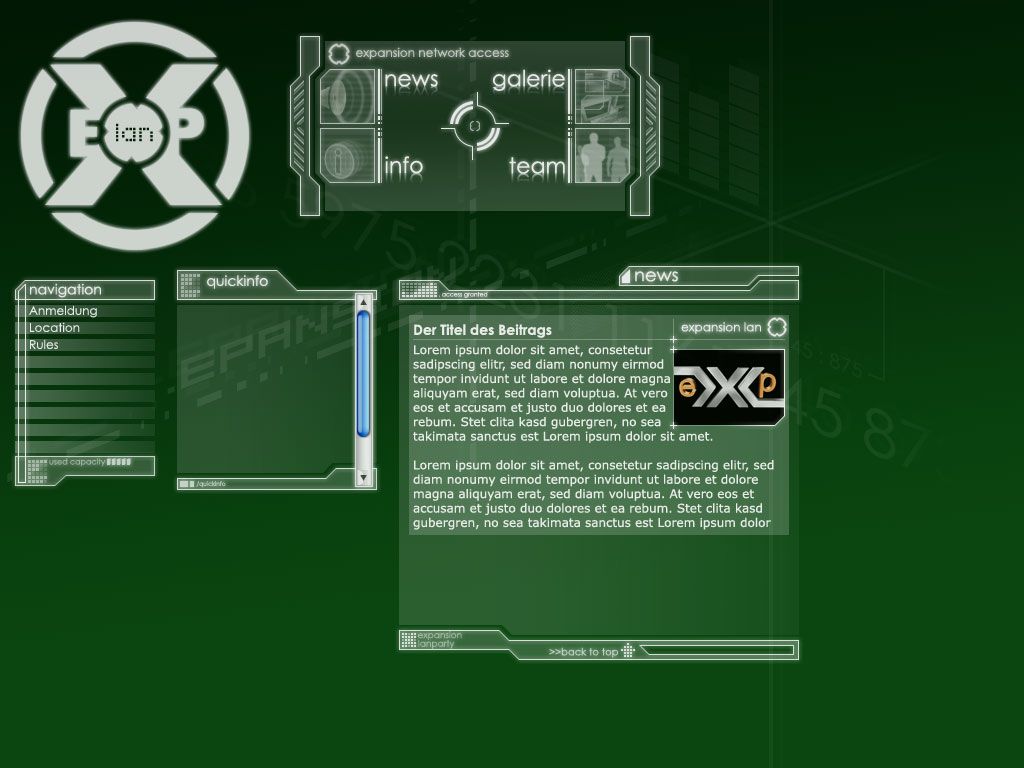 E lan P
expansion network access
news
galerie
info
team
navigation
Anmeldung
Location
Rules
used capacity
quickinfo
/quickinfo
news
access granted
Der Titel des Beitrags
expansion lan
Lorem ipsum dolor sit amet, consetetur
sadipscing elitr, sed diam nonumy eirmod
tempor invidunt ut labore et dolore magna
aliquyam erat, sed diam voluptua. At vero
eos et accusam et justo duo dolores et ea
rebum. Stet clita kasd gubergren, no sea
takimata sanctus est Lorem ipsum dolor sit amet.
e X p
Lorem ipsum dolor sit amet, consetetur sadipscing elitr, sed
diam nonumy eirmod tempor invidunt ut labore et dolore
magna aliquyam erat, sed diam voluptua. At vero eos et
accusam et justo duo dolores et ea rebum. Stet clita kasd
gubergren, no sea takimata sanctus est Lorem ipsum dolor
expansion
lanparty
>>back to top